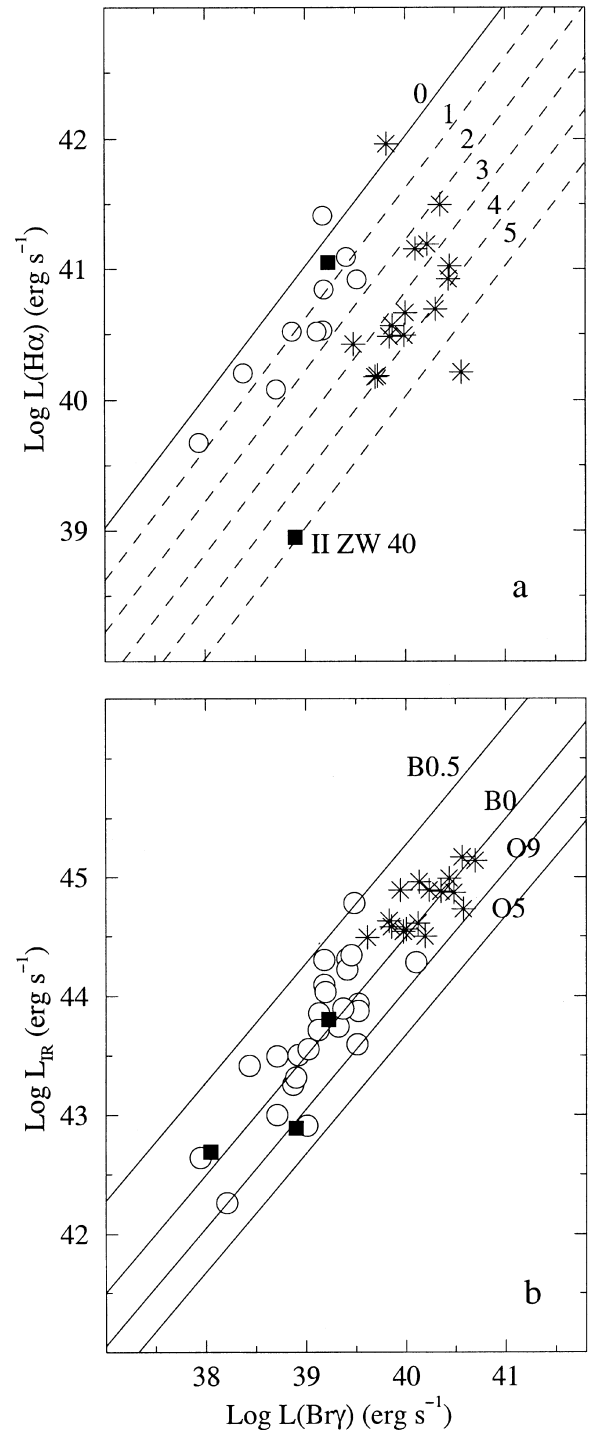 0
1
42
2
3
4
5
41
Log L(Hα) (erg s⁻¹)
40
39
II ZW 40
a
B0.5
B0
O9
45
O5
44
Log L_IR (erg s⁻¹)
43
42
b
38 39 40 41
Log L(Brγ) (erg s⁻¹)